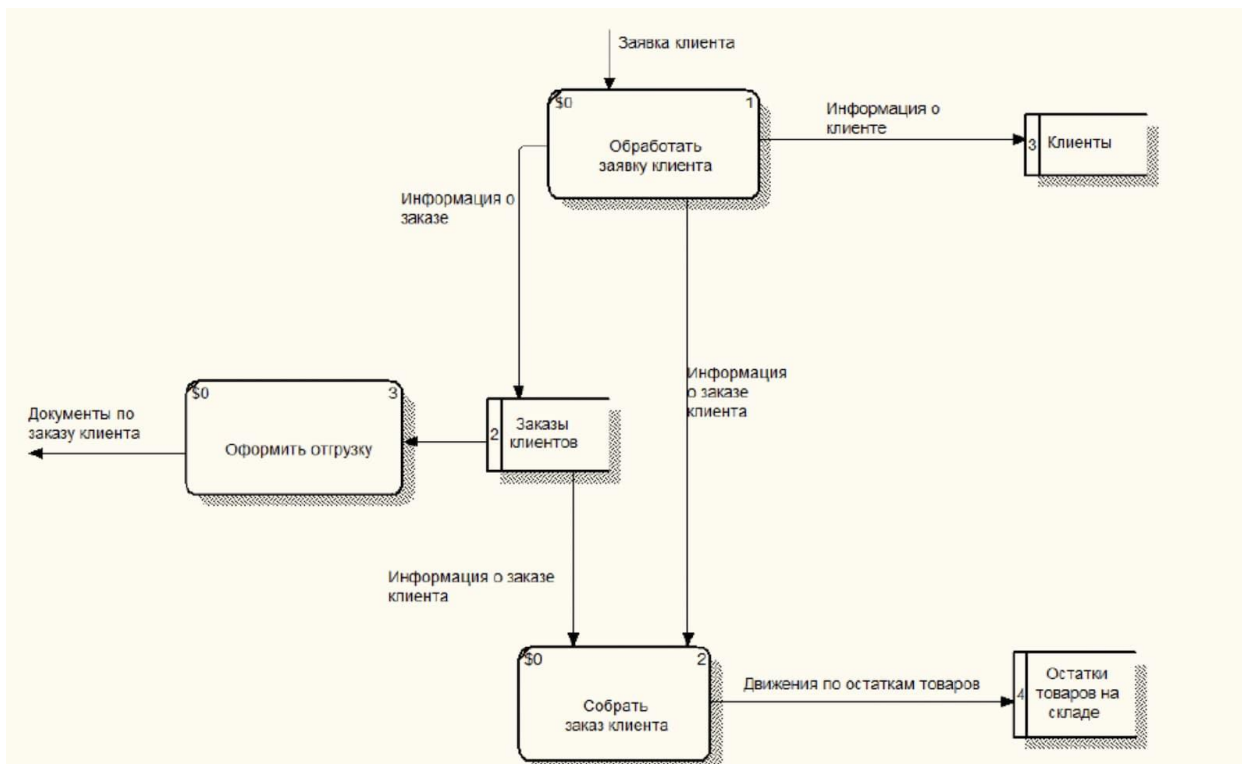 Заявка клиента
$0
1
Обработать
заявку клиента
Информация о
клиенте
3
Клиенты
Информация о
заказе
Информация
о заказе
клиента
$0
3
Оформить отгрузку
Документы по
заказу клиента
2
Заказы
клиентов
Информация о заказе
клиента
$0
2
Собрать
заказ клиента
Движения по остаткам товаров
4
Остатки
товаров на
складе